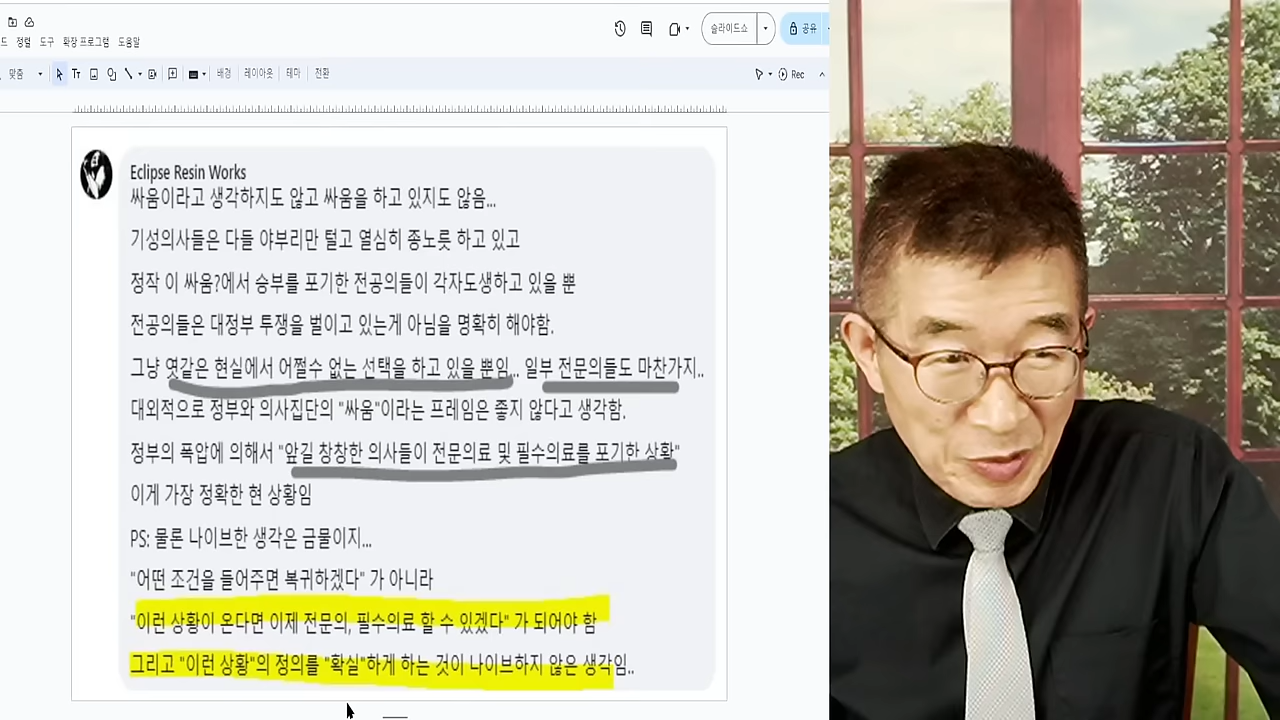 정렬 도구 확장 프로그램 도움말
슬라이드쇼
공유
맞춤
배경
레이아웃
테마
전환
Rec
Eclipse Resin Works
싸움이라고 생각하지도 않고 싸움을 하고 있지도 않음...
기성의사들은 다들 야부리만 털고 열심히 종노릇 하고 있고
정작 이 싸움?에서 승부를 포기한 전공의들이 각자도생하고 있을 뿐
전공의들은 대정부 투쟁을 벌이고 있는게 아님을 명확히 해야함.
그냥 엿같은 현실에서 어쩔수 없는 선택을 하고 있을 뿐임.. 일부 전문의들도 마찬가지..
대외적으로 정부와 의사집단의 "싸움"이라는 프레임은 좋지 않다고 생각함.
정부의 폭압에 의해서 "앞길 창창한 의사들이 전문의료 및 필수의료를 포기한 상황"
이게 가장 정확한 현 상황임
PS: 물론 나이브한 생각은 금물이지...
"어떤 조건을 들어주면 복귀하겠다" 가 아니라
"이런 상황이 온다면 이제 전문의, 필수의료 할 수 있겠다" 가 되어야 함
그리고 "이런 상황"의 정의를 "확실"하게 하는 것이 나이브하지 않은 생각임..